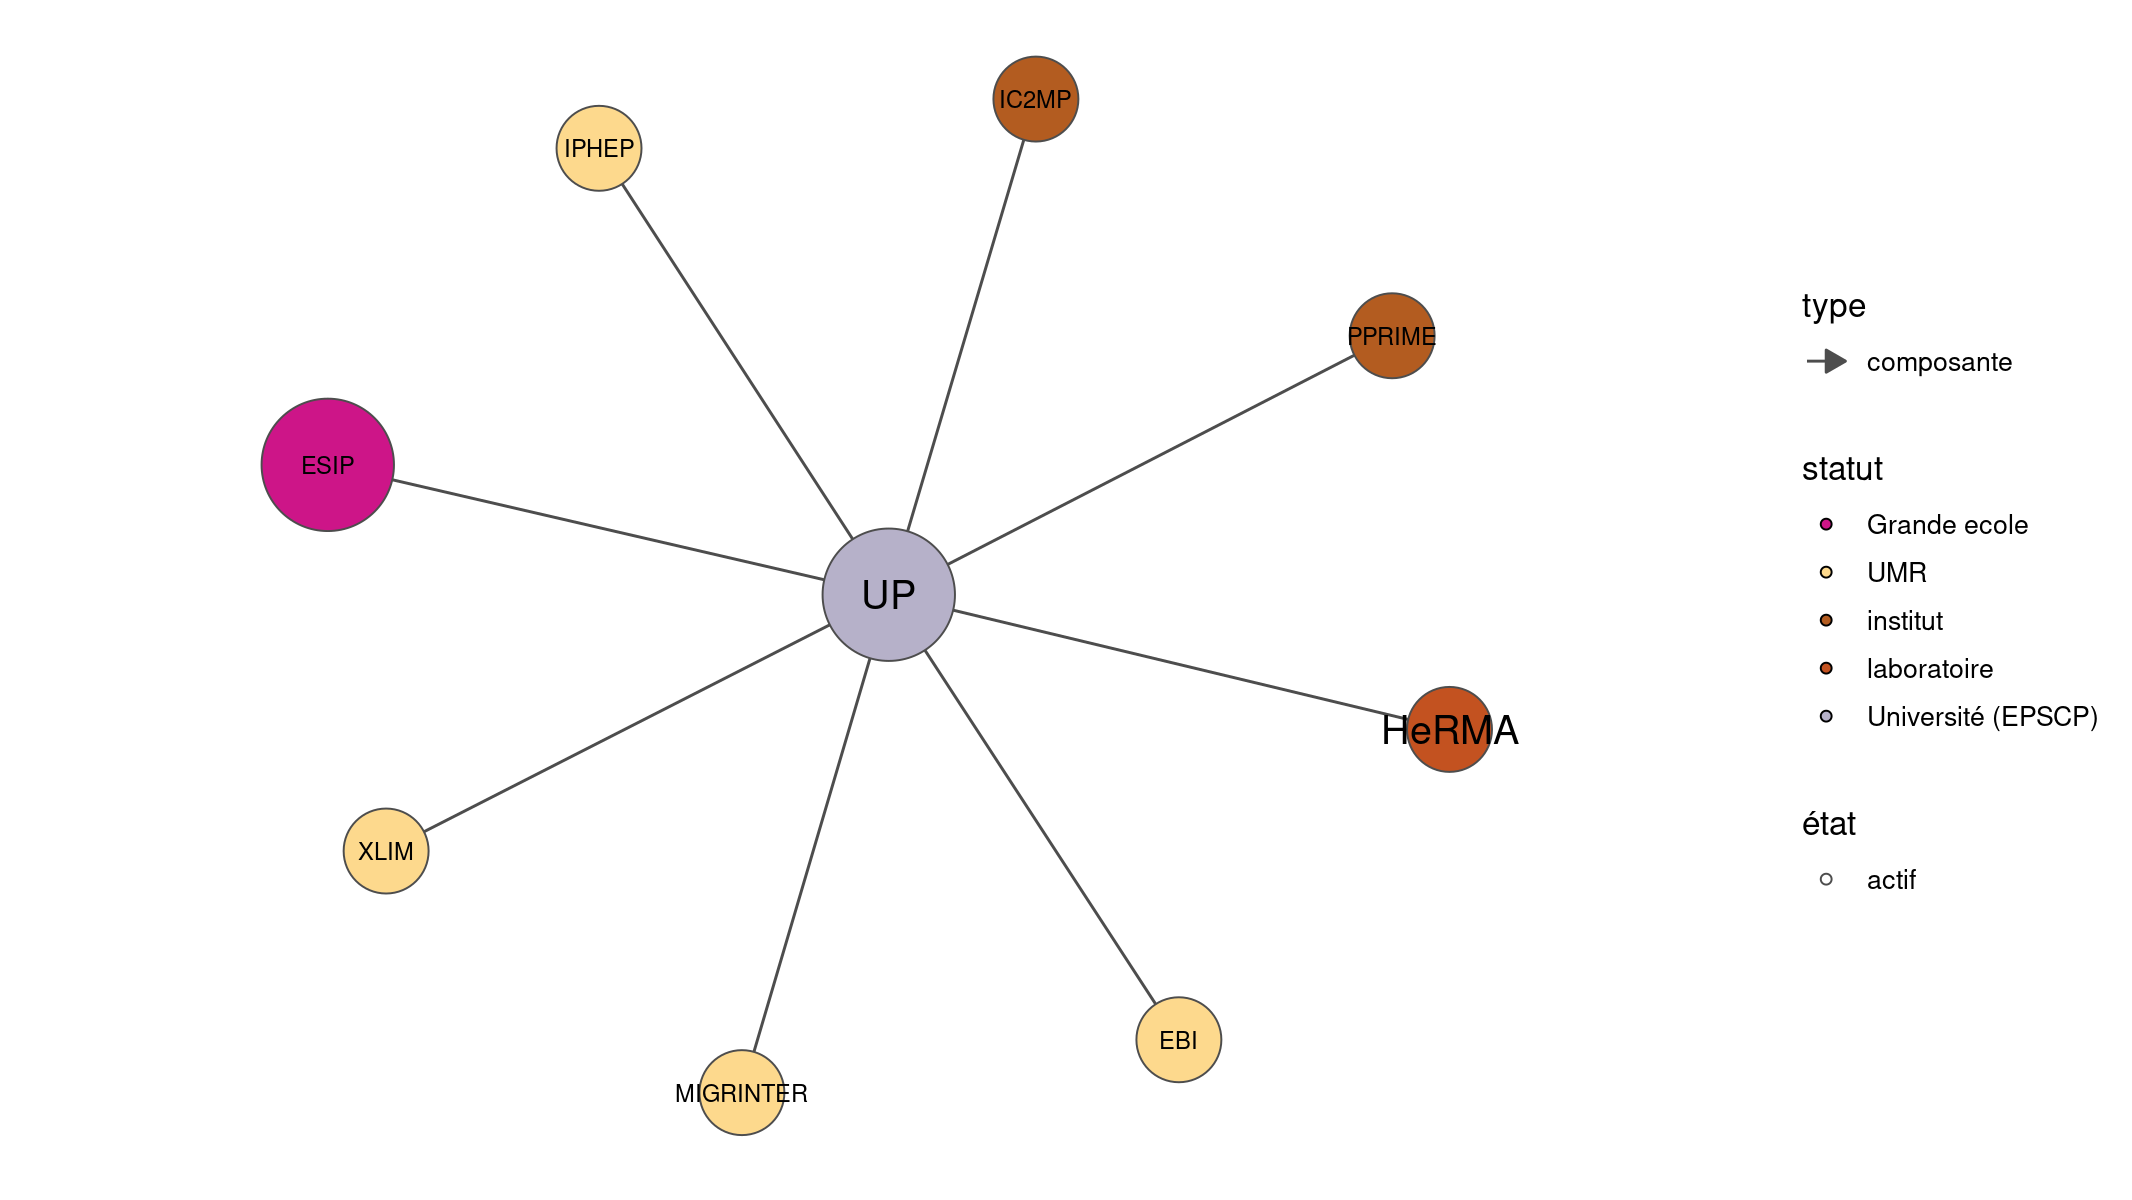 IC2MP
IPHEP
PPRIME
ESIP
UP
HeRMA
XLIM
EBI
MIGRINTER
type
composante
statut
Grande ecole
UMR
institut
laboratoire
Université (EPSCP)
état
actif